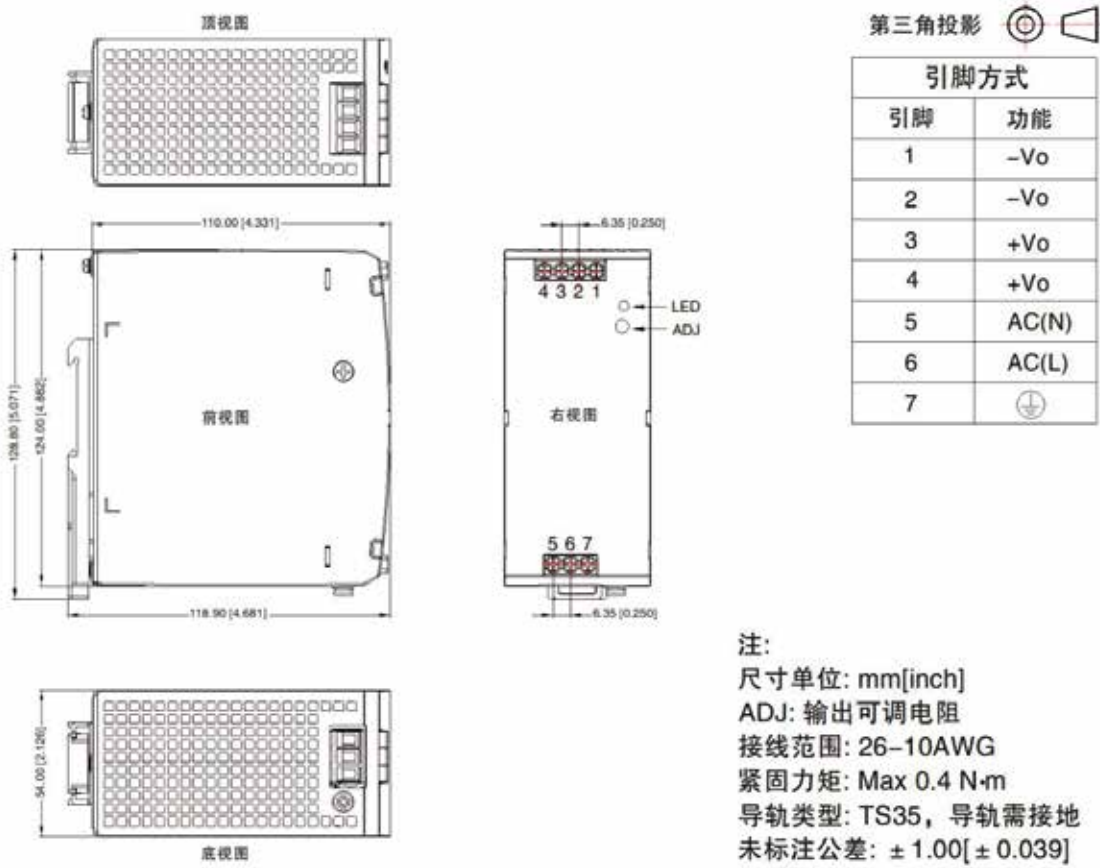 顶视图
第三角投影
引脚方式
引脚 功能
1 −Vo
2 −Vo
3 +Vo
4 +Vo
5 AC(N)
6 AC(L)
7
110.00 [4.331]
128.80 [5.071]
124.00 [4.882]
前视图
118.90 [4.681]
6.35 [0.250]
4 3 2 1
LED
ADJ
右视图
5 6 7
6.35 [0.250]
54.00 [2.126]
底视图
注:
尺寸单位: mm[inch]
ADJ: 输出可调电阻
接线范围: 26−10AWG
紧固力矩: Max 0.4 N·m
导轨类型: TS35，导轨需接地
未标注公差: ± 1.00[ ± 0.039]